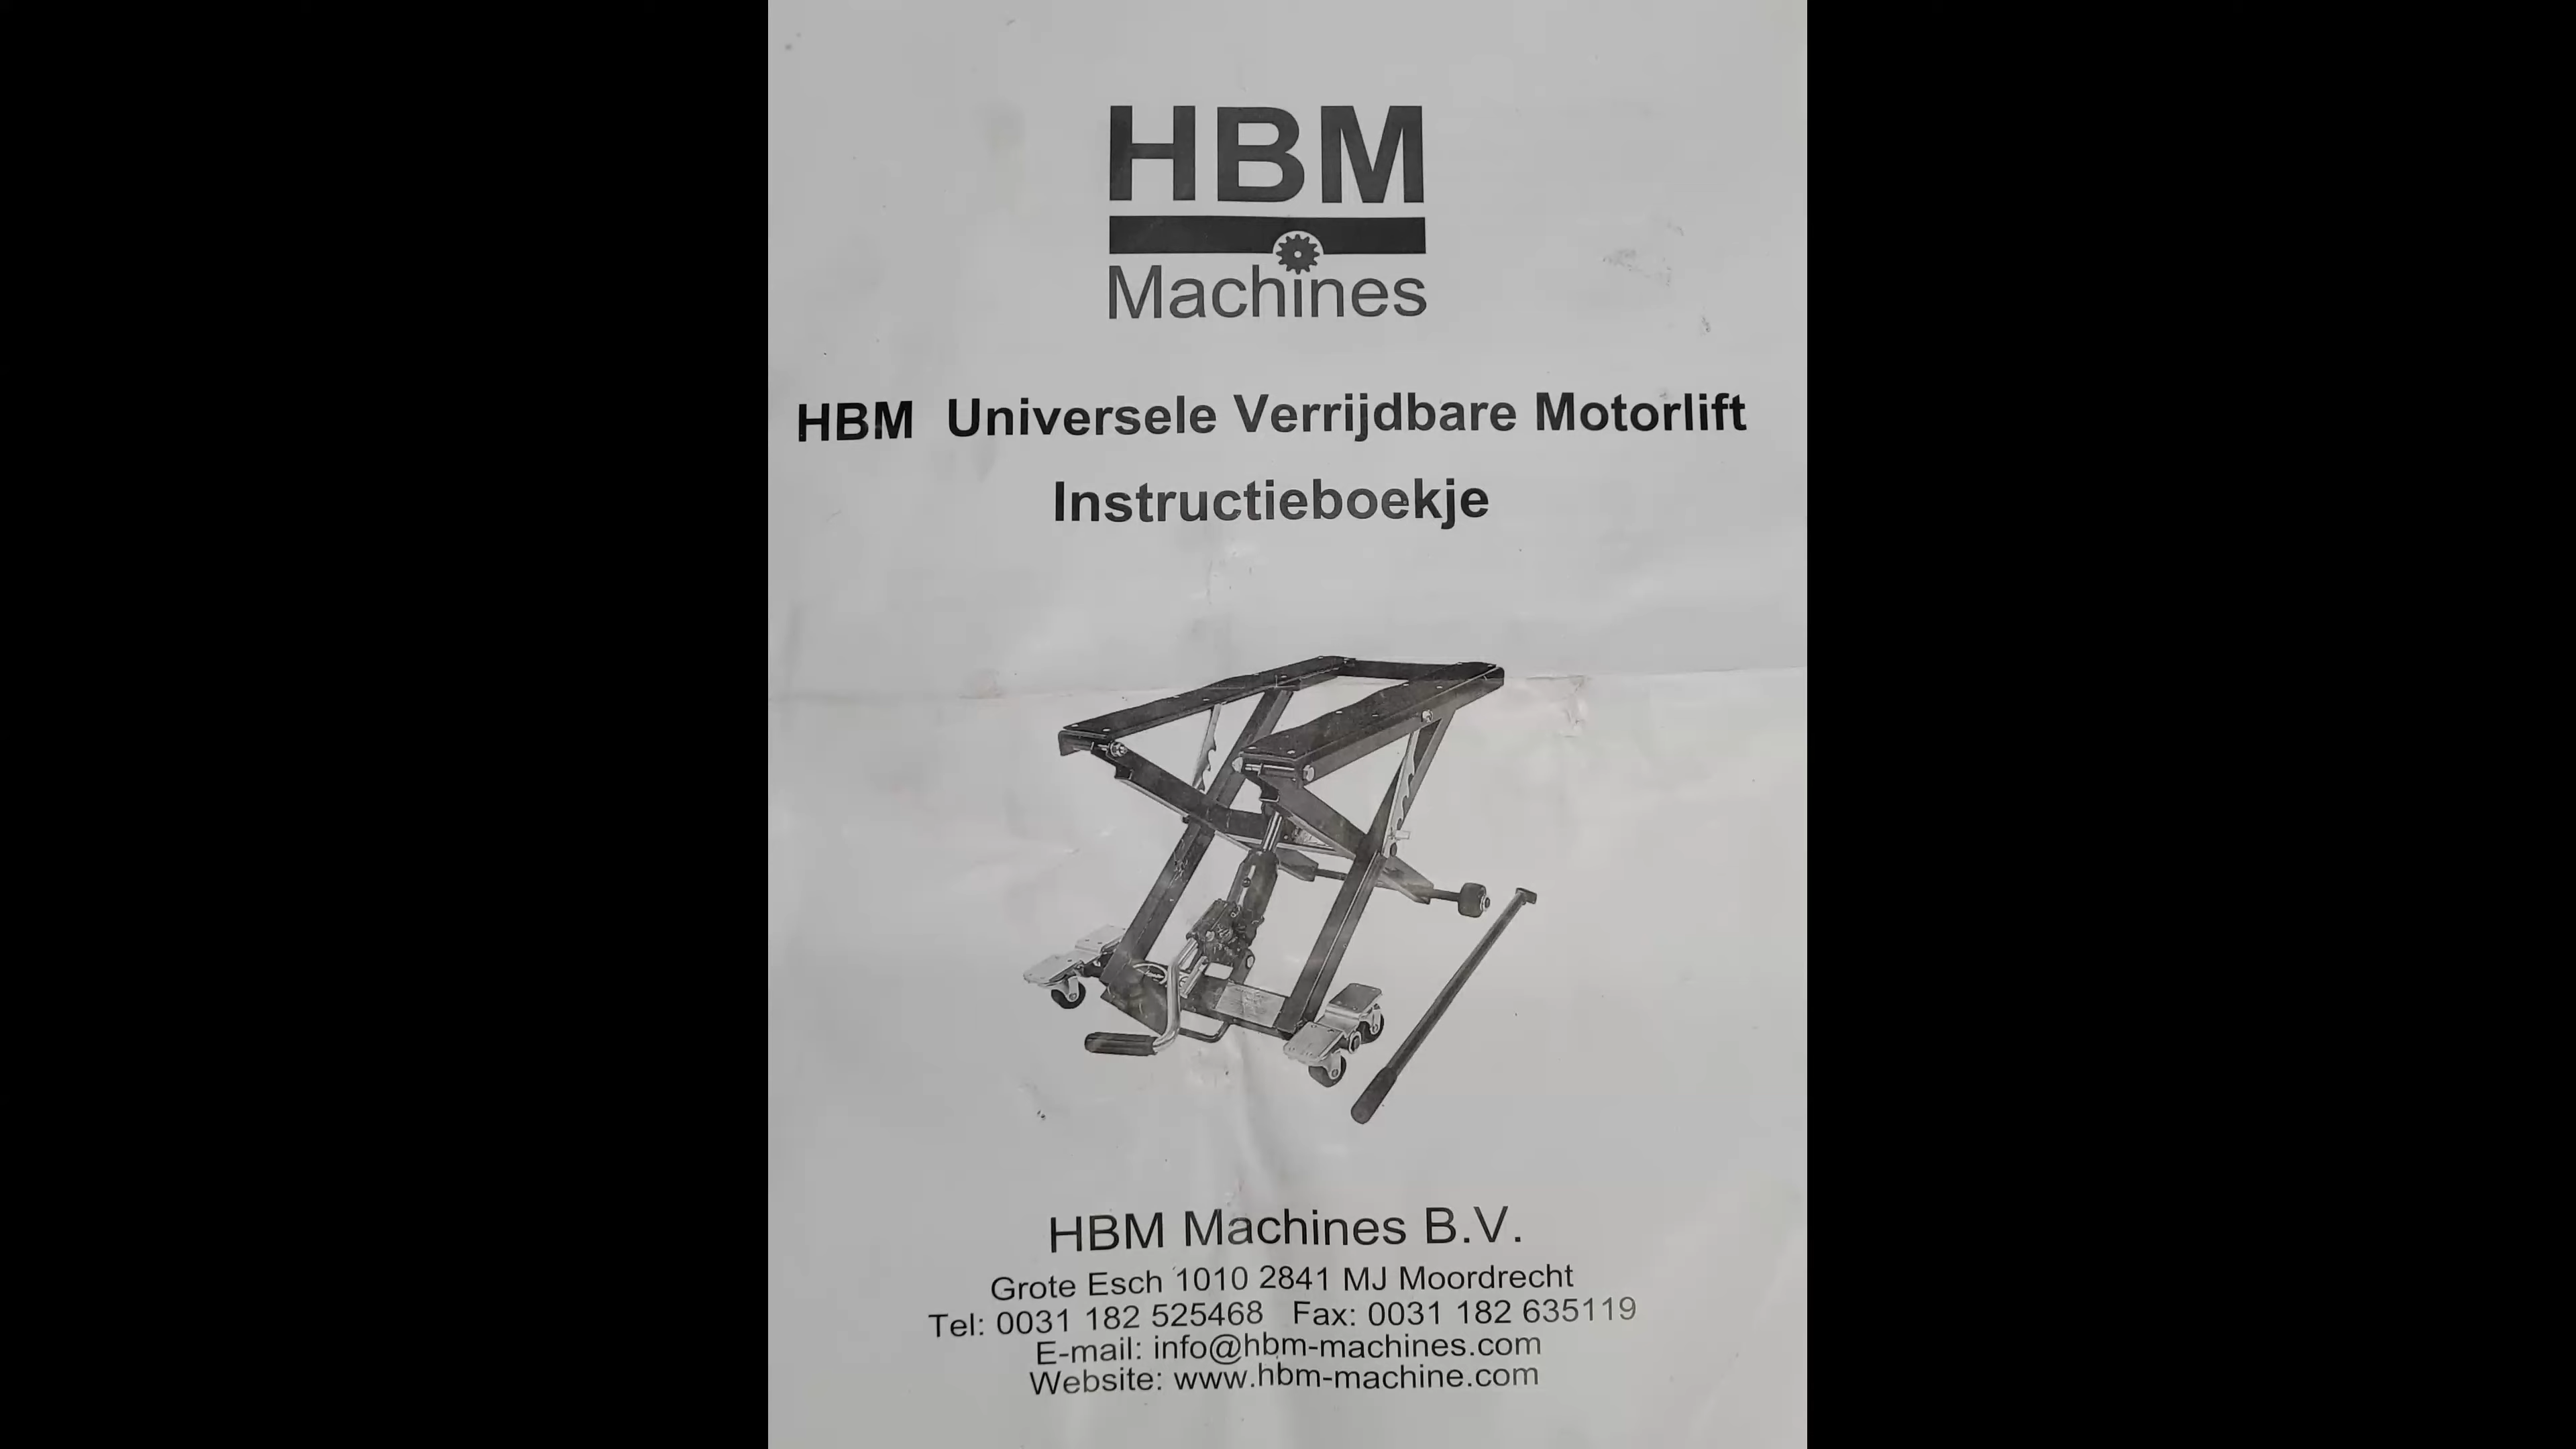 HBM
Machines
HBM Universele Verrijdbare Motorlift
Instructieboekje
HBM Machines B.V.
Grote Esch 1010 2841 MJ Moordrecht
Tel: 0031 182 525468 Fax: 0031 182 635119
E-mail: info@hbm-machines.com
Website: www.hbm-machine.com